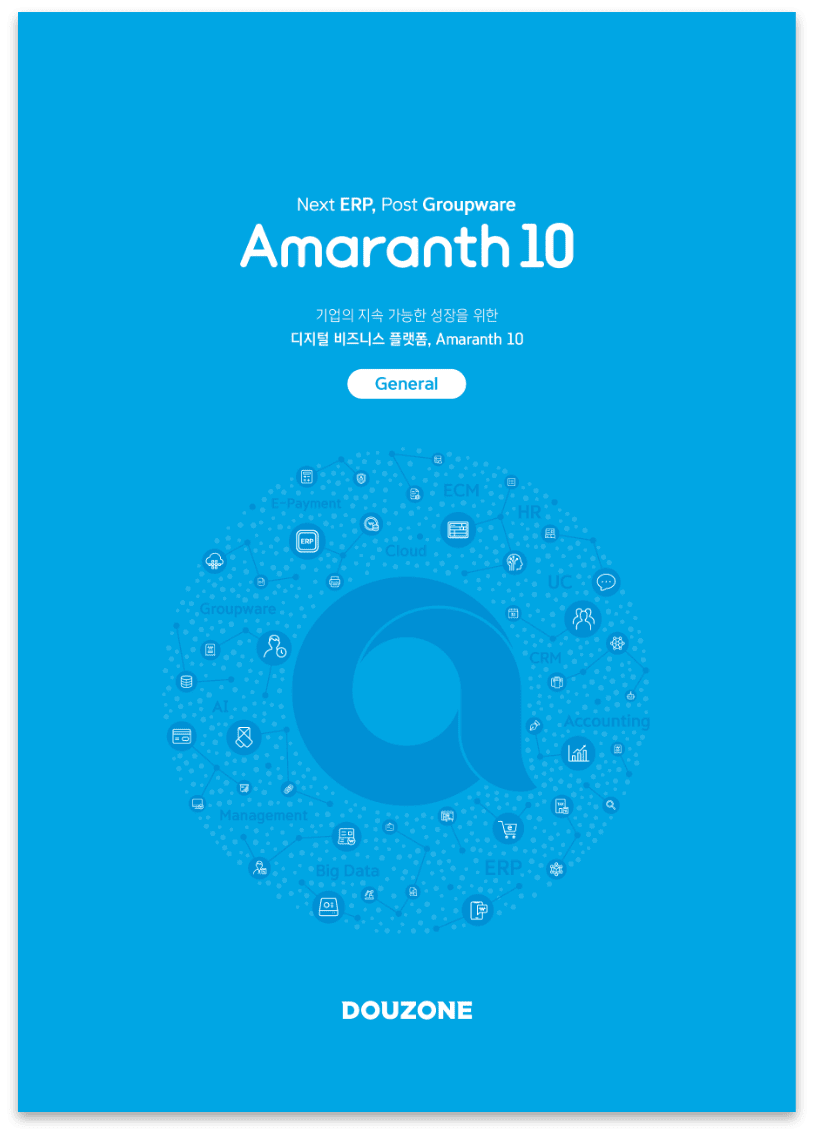 Next ERP, Post Groupware
Amaranth 10
기업의 지속 가능한 성장을 위한
디지털 비즈니스 플랫폼, Amaranth 10
General
ECM
E-Payment
HR
ERP
Cloud
UC
Groupware
CRM
AI
Accounting
Management
Big Data
ERP
DOUZONE